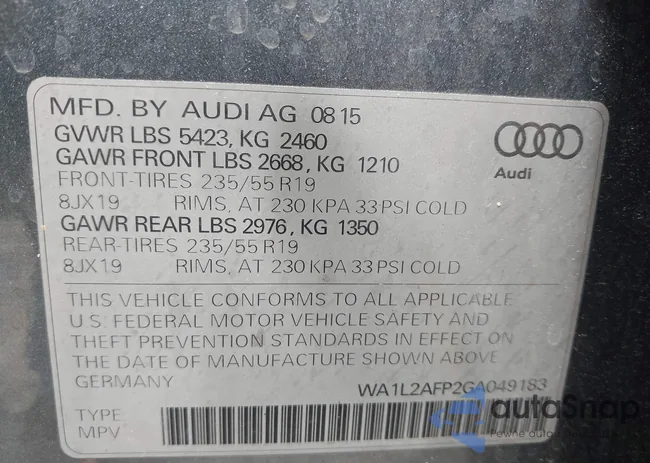 MFD. BY AUDI AG 08 15
GVWR LBS 5423, KG 2460
GAWR FRONT LBS 2668, KG 1210
FRONT-TIRES 235/55 R19
8JX19 RIMS, AT 230 KPA 33 PSI COLD
GAWR REAR LBS 2976, KG 1350
REAR-TIRES 235/55 R19
8JX19 RIMS, AT 230 KPA 33 PSI COLD
Audi
THIS VEHICLE CONFORMS TO ALL APPLICABLE
U.S. FEDERAL MOTOR VEHICLE SAFETY AND
THEFT PREVENTION STANDARDS IN EFFECT ON
THE DATE OF MANUFACTURE SHOWN ABOVE
GERMANY
WA1L2AFP2GA049183
TYPE
MPV
autoSnap
Pewne auto